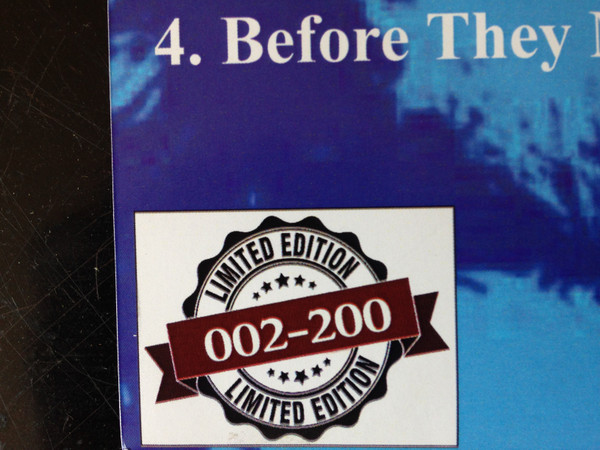 4. Before They
LIMITED EDITION
002-200
LIMITED EDITION